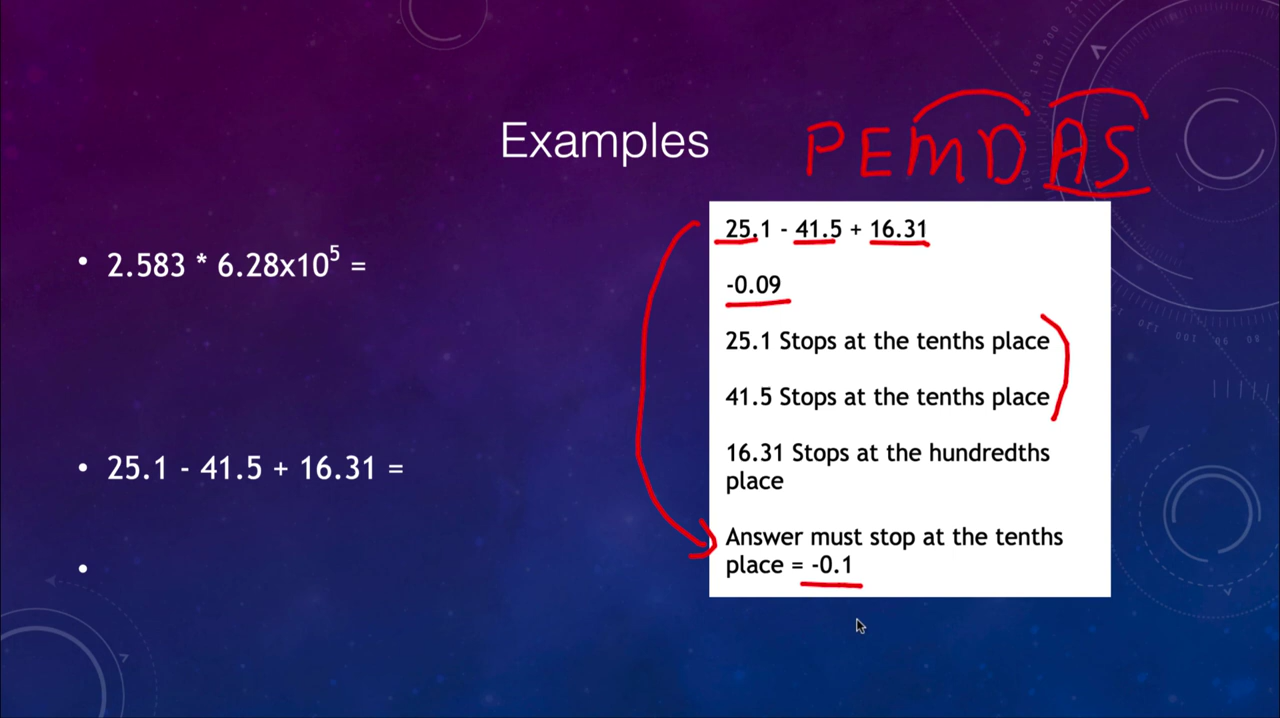 Examples
PEMDAS
• 2.583 * 6.28x10⁵ =
• 25.1 - 41.5 + 16.31 =
•
25.1 - 41.5 + 16.31
-0.09
25.1 Stops at the tenths place
41.5 Stops at the tenths place
16.31 Stops at the hundredths
place
Answer must stop at the tenths
place = -0.1